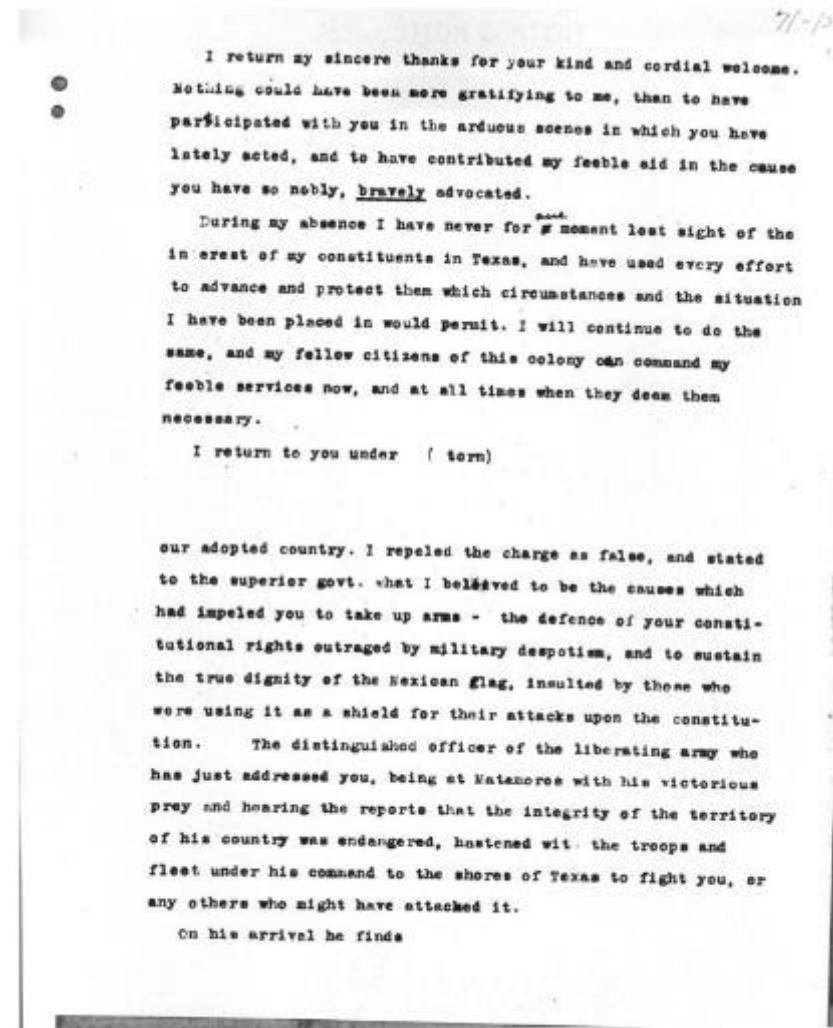 71-13
I return my sincere thanks for your kind and cordial welcome.
Nothing could have been more gratifying to me, than to have
participated with you in the arduous scenes in which you have
lately acted, and to have contributed my feeble aid in the cause
you have so nobly, bravely advocated.
During my absence I have never for moment lost sight of the
in erest of my constituents in Texas, and have used every effort
to advance and protect them which circumstances and the situation
I have been placed in would permit. I will continue to do the
same, and my fellow citizens of this colony can command my
feeble services now, and at all times when they deem them
necessary.
I return to you under ( torn)
our adopted country. I repeled the charge as false, and stated
to the superior govt. what I believed to be the causes which
had impeled you to take up arms - the defence of your consti-
tutional rights outraged by military despotism, and to sustain
the true dignity of the Mexican flag, insulted by those who
were using it as a shield for their attacks upon the constitu-
tion. The distinguished officer of the liberating army who
has just addressed you, being at Matamoros with his victorious
prey and hearing the reports that the integrity of the territory
of his country was endangered, hastened wit the troops and
fleet under his command to the shores of Texas to fight you, or
any others who might have attacked it.
On his arrival he finds